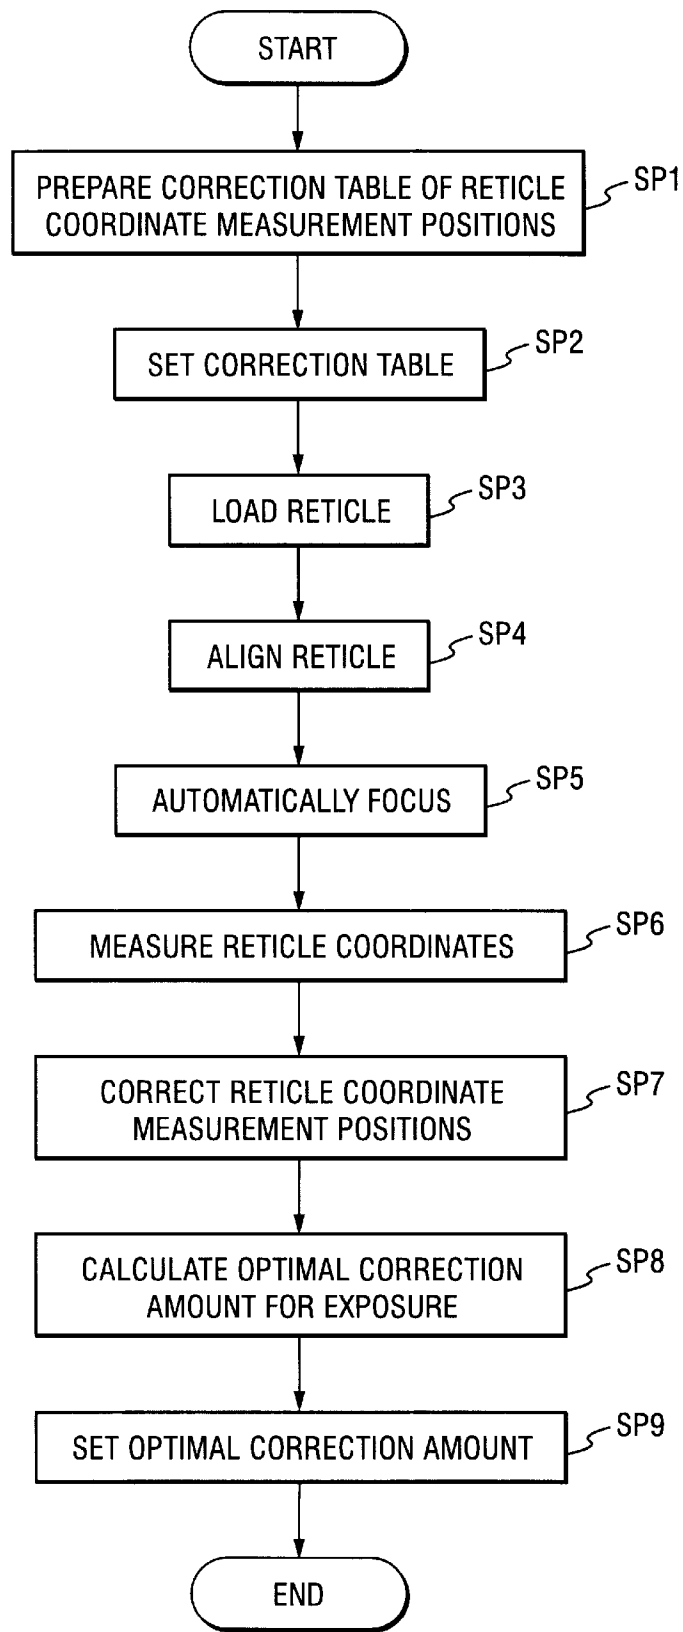 START
PREPARE CORRECTION TABLE OF RETICLE
COORDINATE MEASUREMENT POSITIONS
SP1
SET CORRECTION TABLE
SP2
LOAD RETICLE
SP3
ALIGN RETICLE
SP4
AUTOMATICALLY FOCUS
SP5
MEASURE RETICLE COORDINATES
SP6
CORRECT RETICLE COORDINATE
MEASUREMENT POSITIONS
SP7
CALCULATE OPTIMAL CORRECTION
AMOUNT FOR EXPOSURE
SP8
SET OPTIMAL CORRECTION AMOUNT
SP9
END